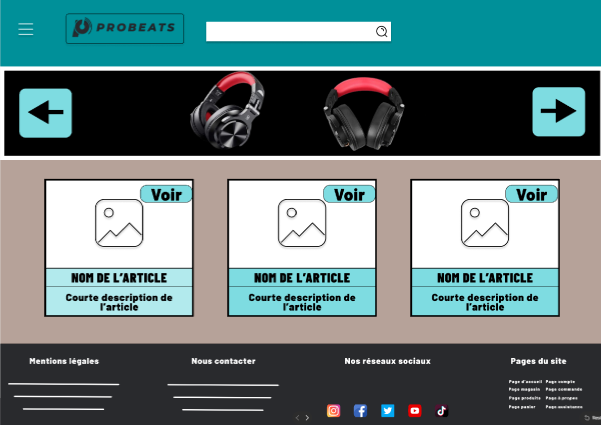 PROBEATS
Voir
Voir
Voir
NOM DE L'ARTICLE
NOM DE L'ARTICLE
NOM DE L'ARTICLE
Courte description de
l'article
Courte description de
l'article
Courte description de
l'article
Mentions légales
Nous contacter
Nos réseaux sociaux
Pages du site
Page d'accueil Page compte
Page magasin Page commande
Page produits Page à propos
Page panier Page assistance